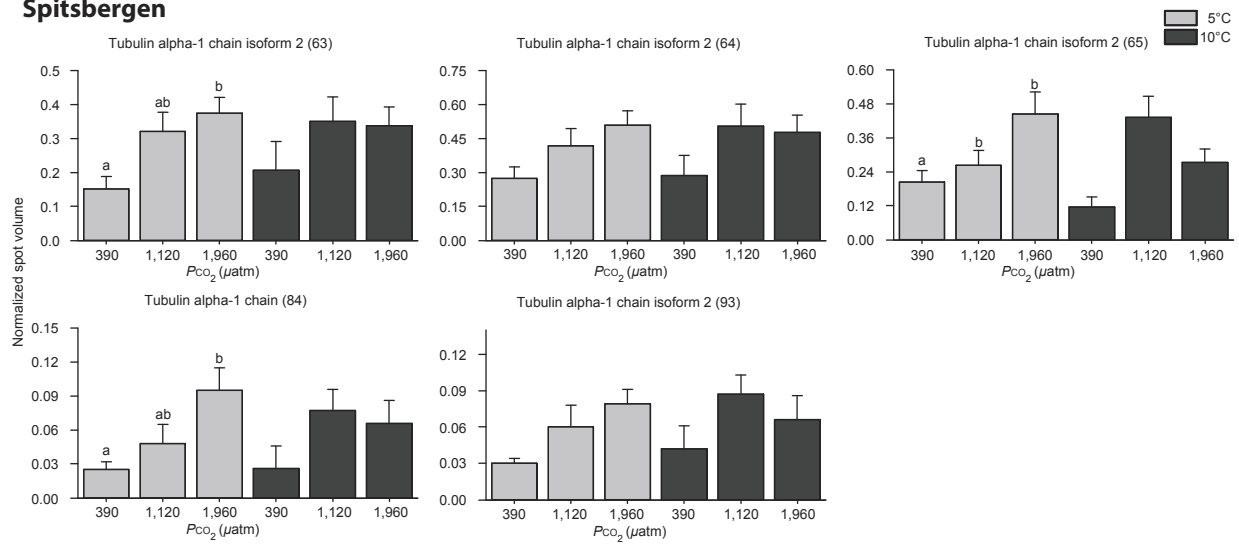 Spitsbergen
5°C
10°C
Normalized spot volume
Tubulin alpha-1 chain isoform 2 (63)
0.5
0.4
0.3
0.2
0.1
0.0
a
ab
b
390 1,120 1,960 390 1,120 1,960
PCO2 (µatm)
Tubulin alpha-1 chain isoform 2 (64)
0.75
0.60
0.45
0.30
0.15
0.00
390 1,120 1,960 390 1,120 1,960
PCO2 (µatm)
Tubulin alpha-1 chain isoform 2 (65)
0.60
0.48
0.36
0.24
0.12
0.00
a
b
b
390 1,120 1,960 390 1,120 1,960
PCO2 (µatm)
Tubulin alpha-1 chain (84)
0.15
0.12
0.09
0.06
0.03
0.00
a
ab
b
390 1,120 1,960 390 1,120 1,960
PCO2 (µatm)
Tubulin alpha-1 chain isoform 2 (93)
0.12
0.09
0.06
0.03
0.00
390 1,120 1,960 390 1,120 1,960
PCO2 (µatm)